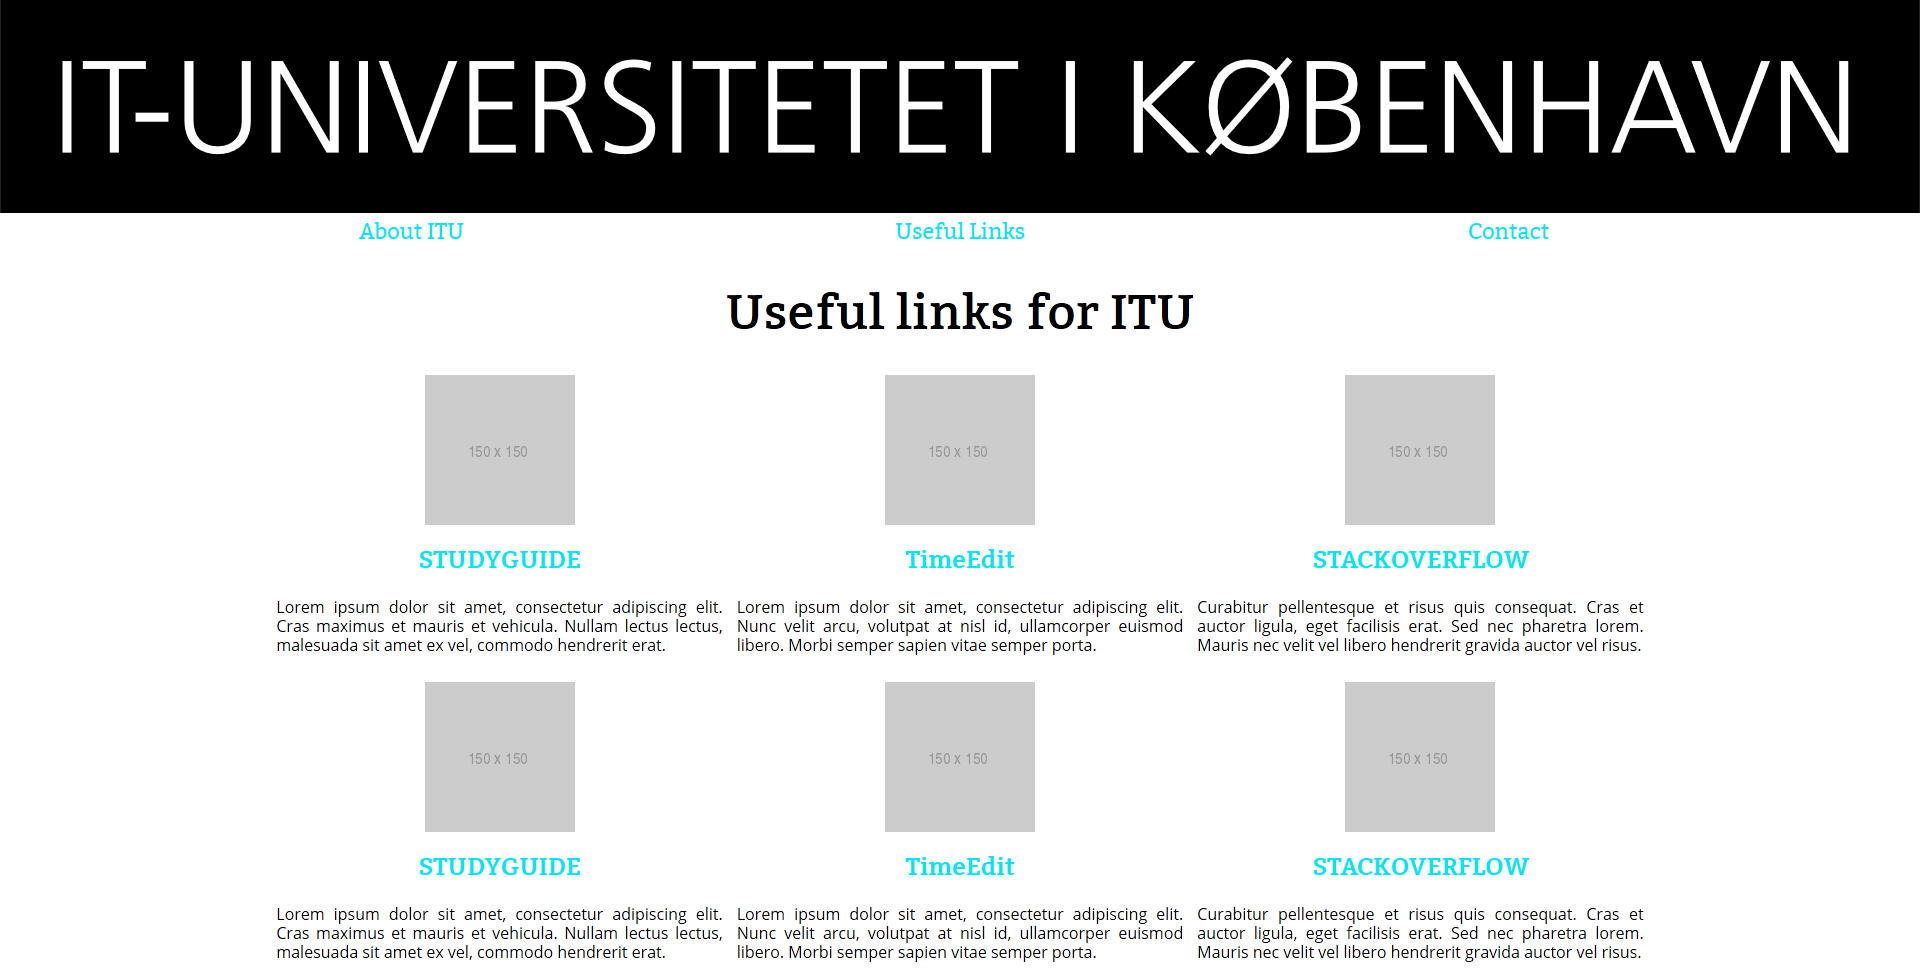 IT-UNIVERSITETET I KØBENHAVN
About ITU
Useful Links
Contact
Useful links for ITU
150 x 150
150 x 150
150 x 150
STUDYGUIDE
Lorem ipsum dolor sit amet, consectetur adipiscing elit.
Cras maximus et mauris et vehicula. Nullam lectus lectus,
malesuada sit amet ex vel, commodo hendrerit erat.
TimeEdit
Lorem ipsum dolor sit amet, consectetur adipiscing elit.
Nunc velit arcu, volutpat at nisl id, ullamcorper euismod
libero. Morbi semper sapien vitae semper porta.
STACKOVERFLOW
Curabitur pellentesque et risus quis consequat. Cras et
auctor ligula, eget facilisis erat. Sed nec pharetra lorem.
Mauris nec velit vel libero hendrerit gravida auctor vel risus.
150 x 150
150 x 150
150 x 150
STUDYGUIDE
Lorem ipsum dolor sit amet, consectetur adipiscing elit.
Cras maximus et mauris et vehicula. Nullam lectus lectus,
malesuada sit amet ex vel, commodo hendrerit erat.
TimeEdit
Lorem ipsum dolor sit amet, consectetur adipiscing elit.
Nunc velit arcu, volutpat at nisl id, ullamcorper euismod
libero. Morbi semper sapien vitae semper porta.
STACKOVERFLOW
Curabitur pellentesque et risus quis consequat. Cras et
auctor ligula, eget facilisis erat. Sed nec pharetra lorem.
Mauris nec velit vel libero hendrerit gravida auctor vel risus.